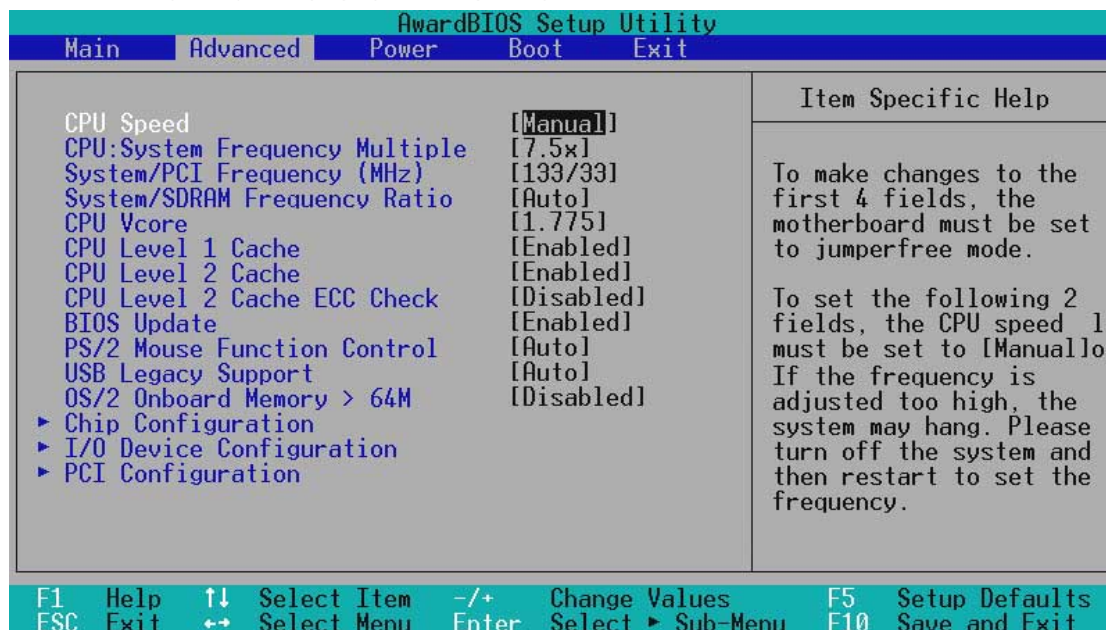 AwardBIOS Setup Utility
Main Advanced Power Boot Exit
CPU Speed [Manual]
CPU:System Frequency Multiple [7.5x]
System/PCI Frequency (MHz) [133/33]
System/SDRAM Frequency Ratio [Auto]
CPU Vcore [1.775]
CPU Level 1 Cache [Enabled]
CPU Level 2 Cache [Enabled]
CPU Level 2 Cache ECC Check [Disabled]
BIOS Update [Enabled]
PS/2 Mouse Function Control [Auto]
USB Legacy Support [Auto]
OS/2 Onboard Memory > 64M [Disabled]
► Chip Configuration
► I/O Device Configuration
► PCI Configuration
Item Specific Help
To make changes to the
first 4 fields, the
motherboard must be set
to jumperfree mode.
To set the following 2
fields, the CPU speed l
must be set to [Manual]o
If the frequency is
adjusted too high, the
system may hang. Please
turn off the system and
then restart to set the
frequency.
F1 Help ↑↓ Select Item -/+ Change Values F5 Setup Defaults
ESC Exit ←→ Select Menu Enter Select ► Sub-Menu F10 Save and Exit